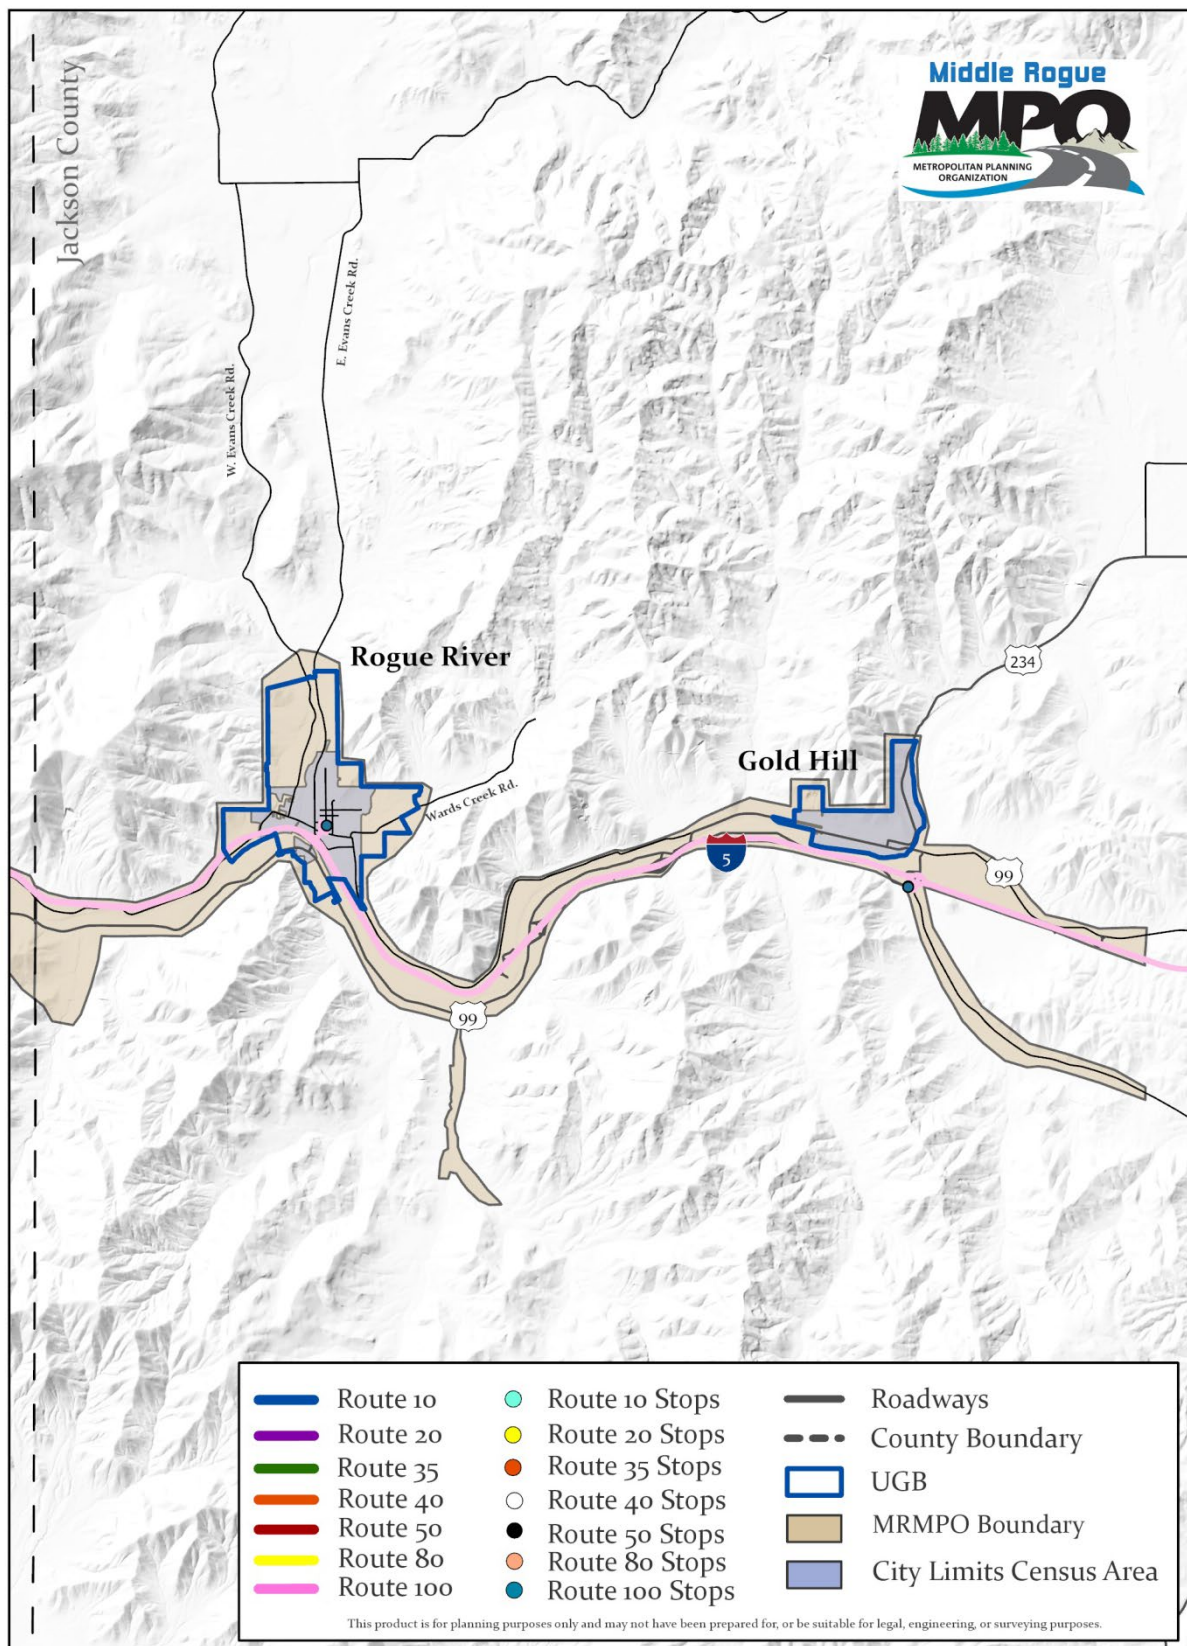 Jackson County
Middle Rogue
MPO
METROPOLITAN PLANNING
ORGANIZATION
W. Evans Creek Rd.
E. Evans Creek Rd.
Rogue River
234
Gold Hill
Wards Creek Rd.
5
99
99
Route 10
Route 20
Route 35
Route 40
Route 50
Route 80
Route 100
Route 10 Stops
Route 20 Stops
Route 35 Stops
Route 40 Stops
Route 50 Stops
Route 80 Stops
Route 100 Stops
Roadways
County Boundary
UGB
MRMPO Boundary
City Limits Census Area
This product is for planning purposes only and may not have been prepared for, or be suitable for legal, engineering, or surveying purposes.